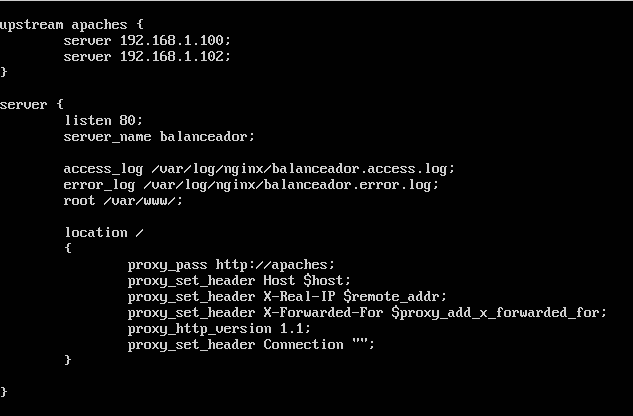 upstream apaches {
        server 192.168.1.100;
        server 192.168.1.102;
}
server {
        listen 80;
        server_name balanceador;
        access_log /var/log/nginx/balanceador.access.log;
        error_log /var/log/nginx/balanceador.error.log;
        root /var/www/;
        location /
        {
                proxy_pass http://apaches;
                proxy_set_header Host $host;
                proxy_set_header X-Real-IP $remote_addr;
                proxy_set_header X-Forwarded-For $proxy_add_x_forwarded_for;
                proxy_http_version 1.1;
                proxy_set_header Connection "";
        }
}